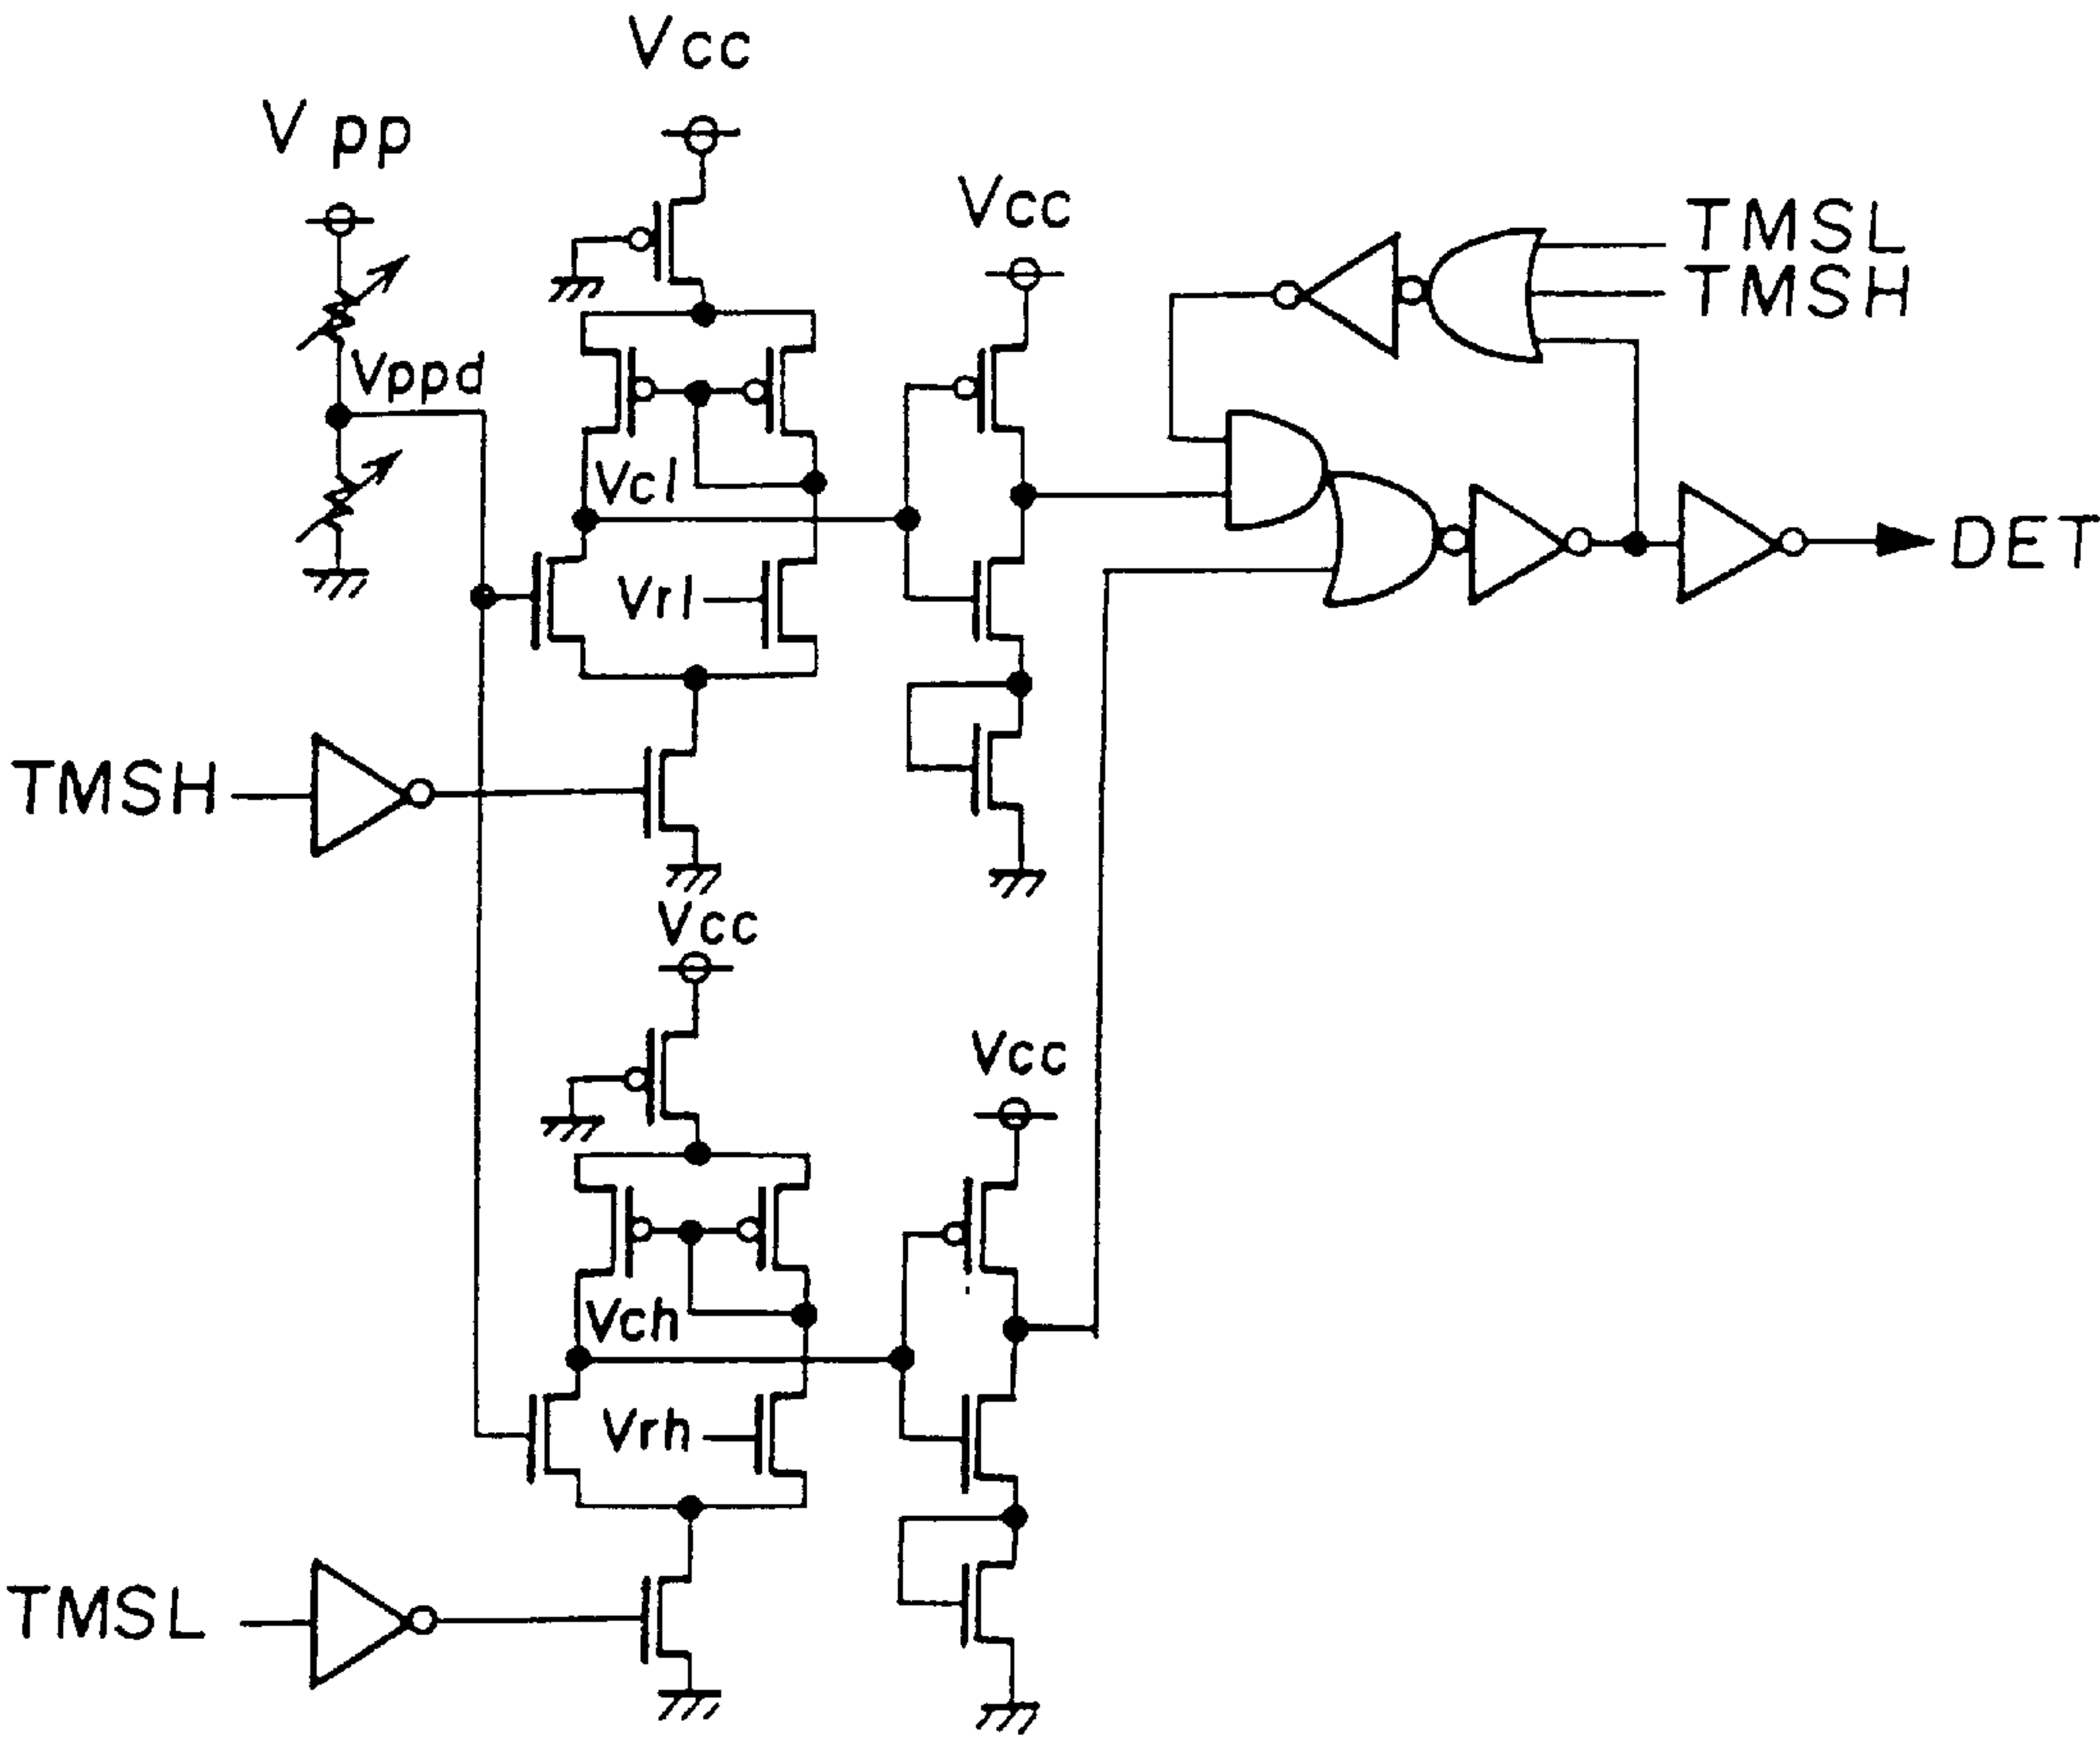 Vcc
Vpp
Vcc
TMSL
TMSH
Vppd
Vcl
DET
Vrl
TMSH
Vcc
Vcc
Vch
Vrh
TMSL